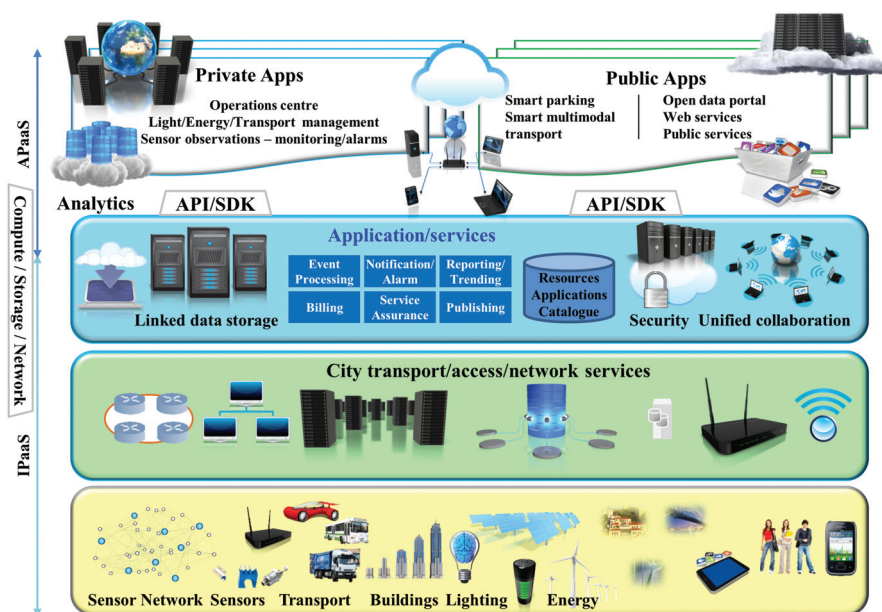 Private Apps
Operations centre
Light/Energy/Transport management
Sensor observations – monitoring/alarms
Public Apps
Smart parking
Smart multimodal
transport
Open data portal
Web services
Public services
APaaS
Compute / Storage / Network
IPaaS
Analytics
API/SDK
API/SDK
Application/services
Event
Processing
Notification/
Alarm
Reporting/
Trending
Billing
Service
Assurance
Publishing
Resources
Applications
Catalogue
Linked data storage
Security
Unified collaboration
City transport/access/network services
Sensor Network
Sensors
Transport
Buildings
Lighting
Energy